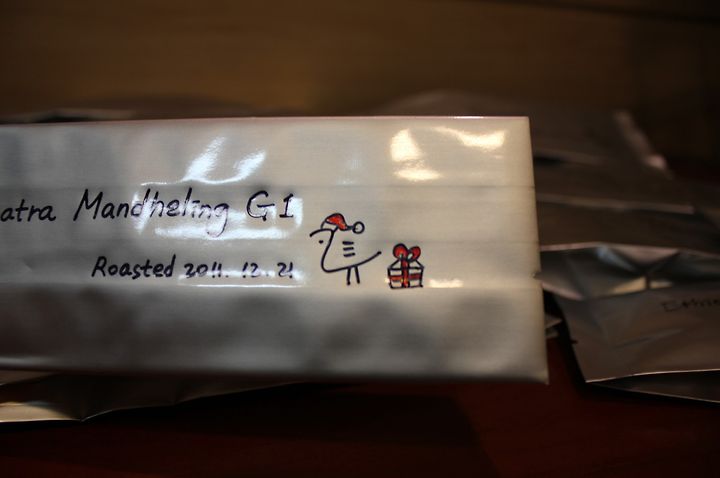 atra Mandheling G1
Roasted 2011. 12. 21